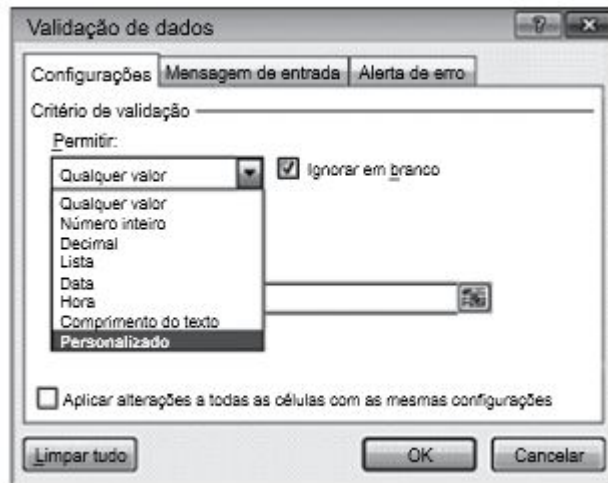 Validação de dados
Configurações Mensagem de entrada Alerta de erro
Critério de validação
Permitir:
Qualquer valor Ignorar em branco
Qualquer valor
Número inteiro
Decimal
Lista
Data
Hora
Comprimento do texto
Personalizado
Aplicar alterações a todas as células com as mesmas configurações
Limpar tudo OK Cancelar